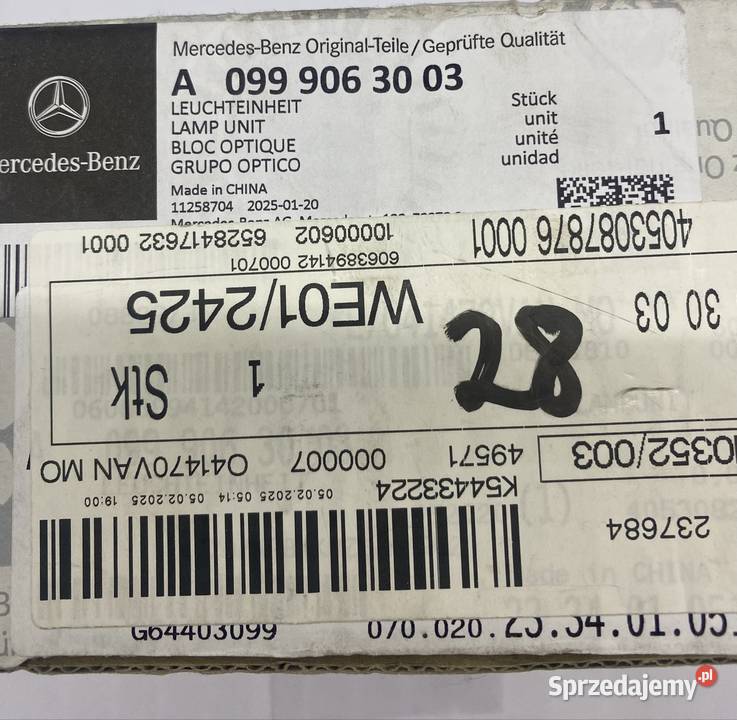 Mercedes-Benz Original-Teile/Geprüfte Qualität
A 099 906 30 03
LEUCHTEINHEIT
LAMP UNIT
BLOC OPTIQUE
GRUPO OPTICO
Stück
unit
unité
unidad
1
Made in CHINA
11258704 2025-01-20
ercedes-Benz
237684
K54433224
05.02.2025 05:14 05.02.2025 19:00
0352/003
49571 000007 O41470VAN MO
28
1 Stk
30 03
WE01/2425
6063894142 000701
4053087876 0001
10000602 6528417632 0001
G64403099
070.020.23.34.01.05
Sprzedajemy.pl